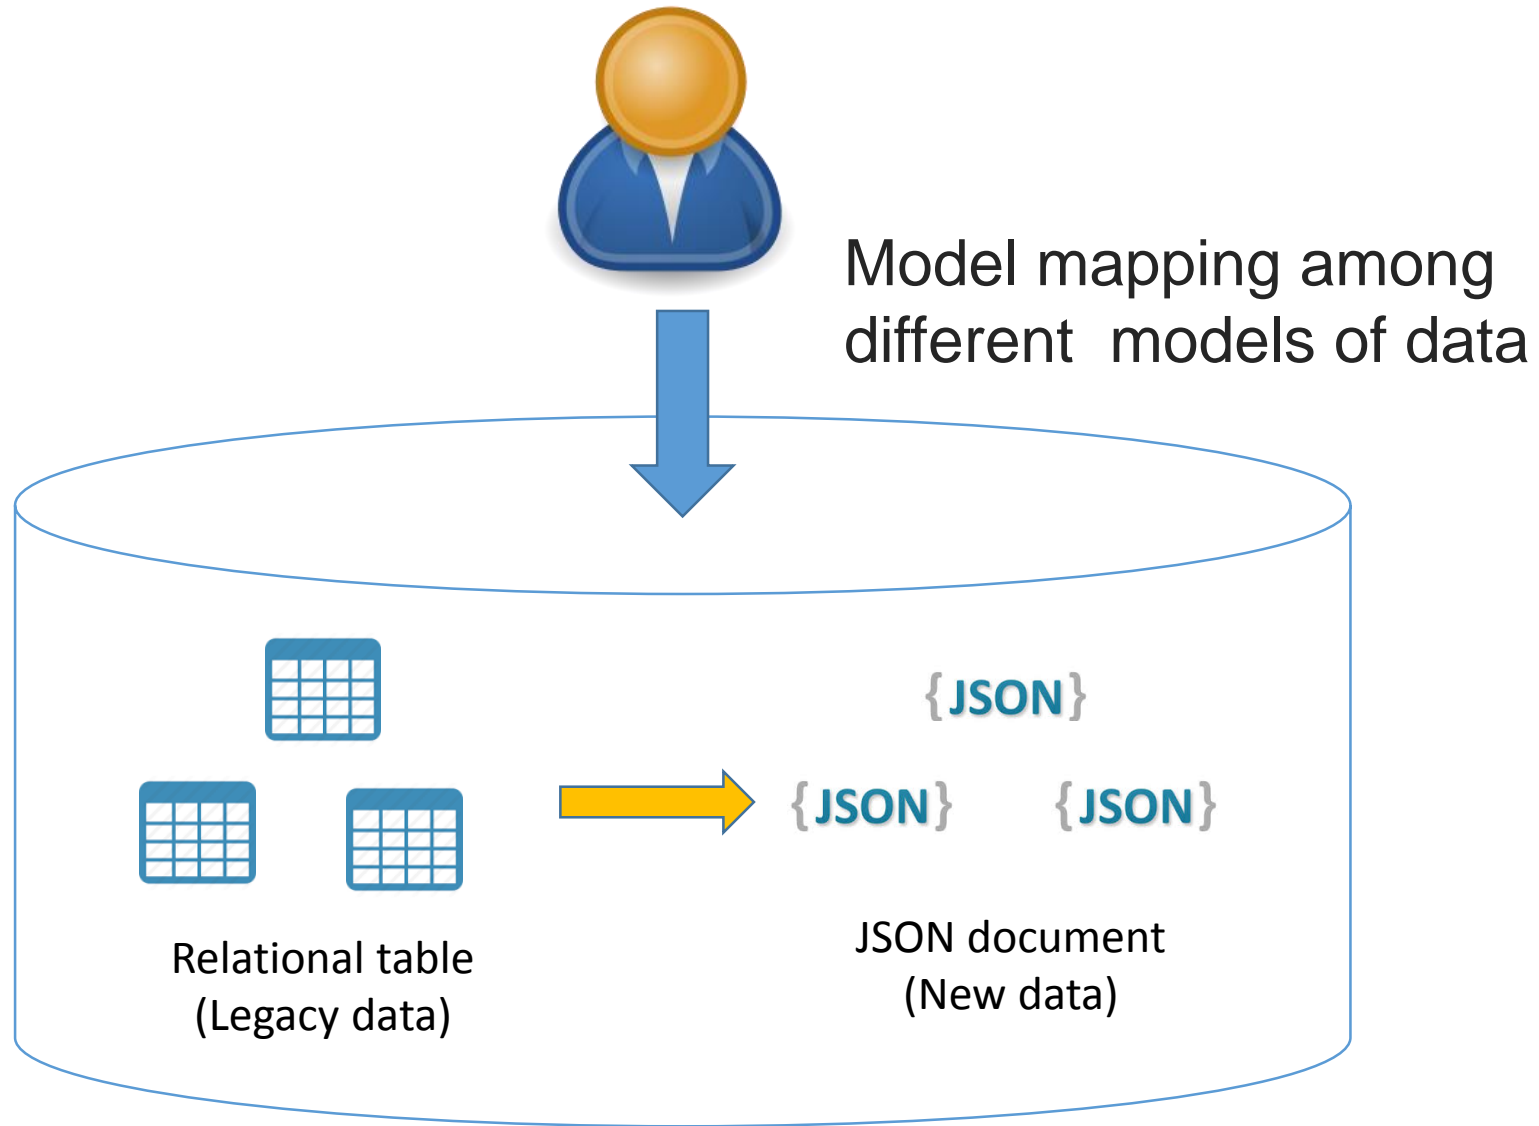 Model mapping among
different  models of data
{JSON}
{JSON} {JSON}
Relational table
(Legacy data)
JSON document
(New data)